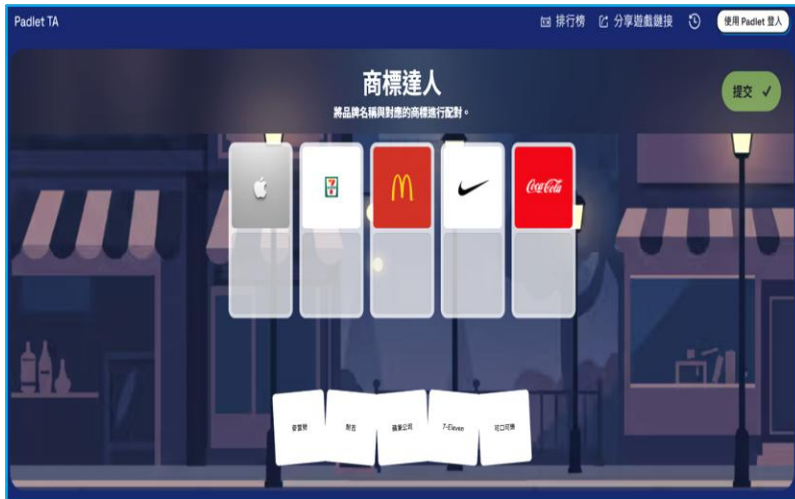 Padlet TA
排行榜
分享遊戲鏈接
使用 Padlet 登入
商標達人
將品牌名稱與對應的商標進行配對。
提交
7
Coca-Cola
麥當勞
耐吉
蘋果公司
7-Eleven
可口可樂